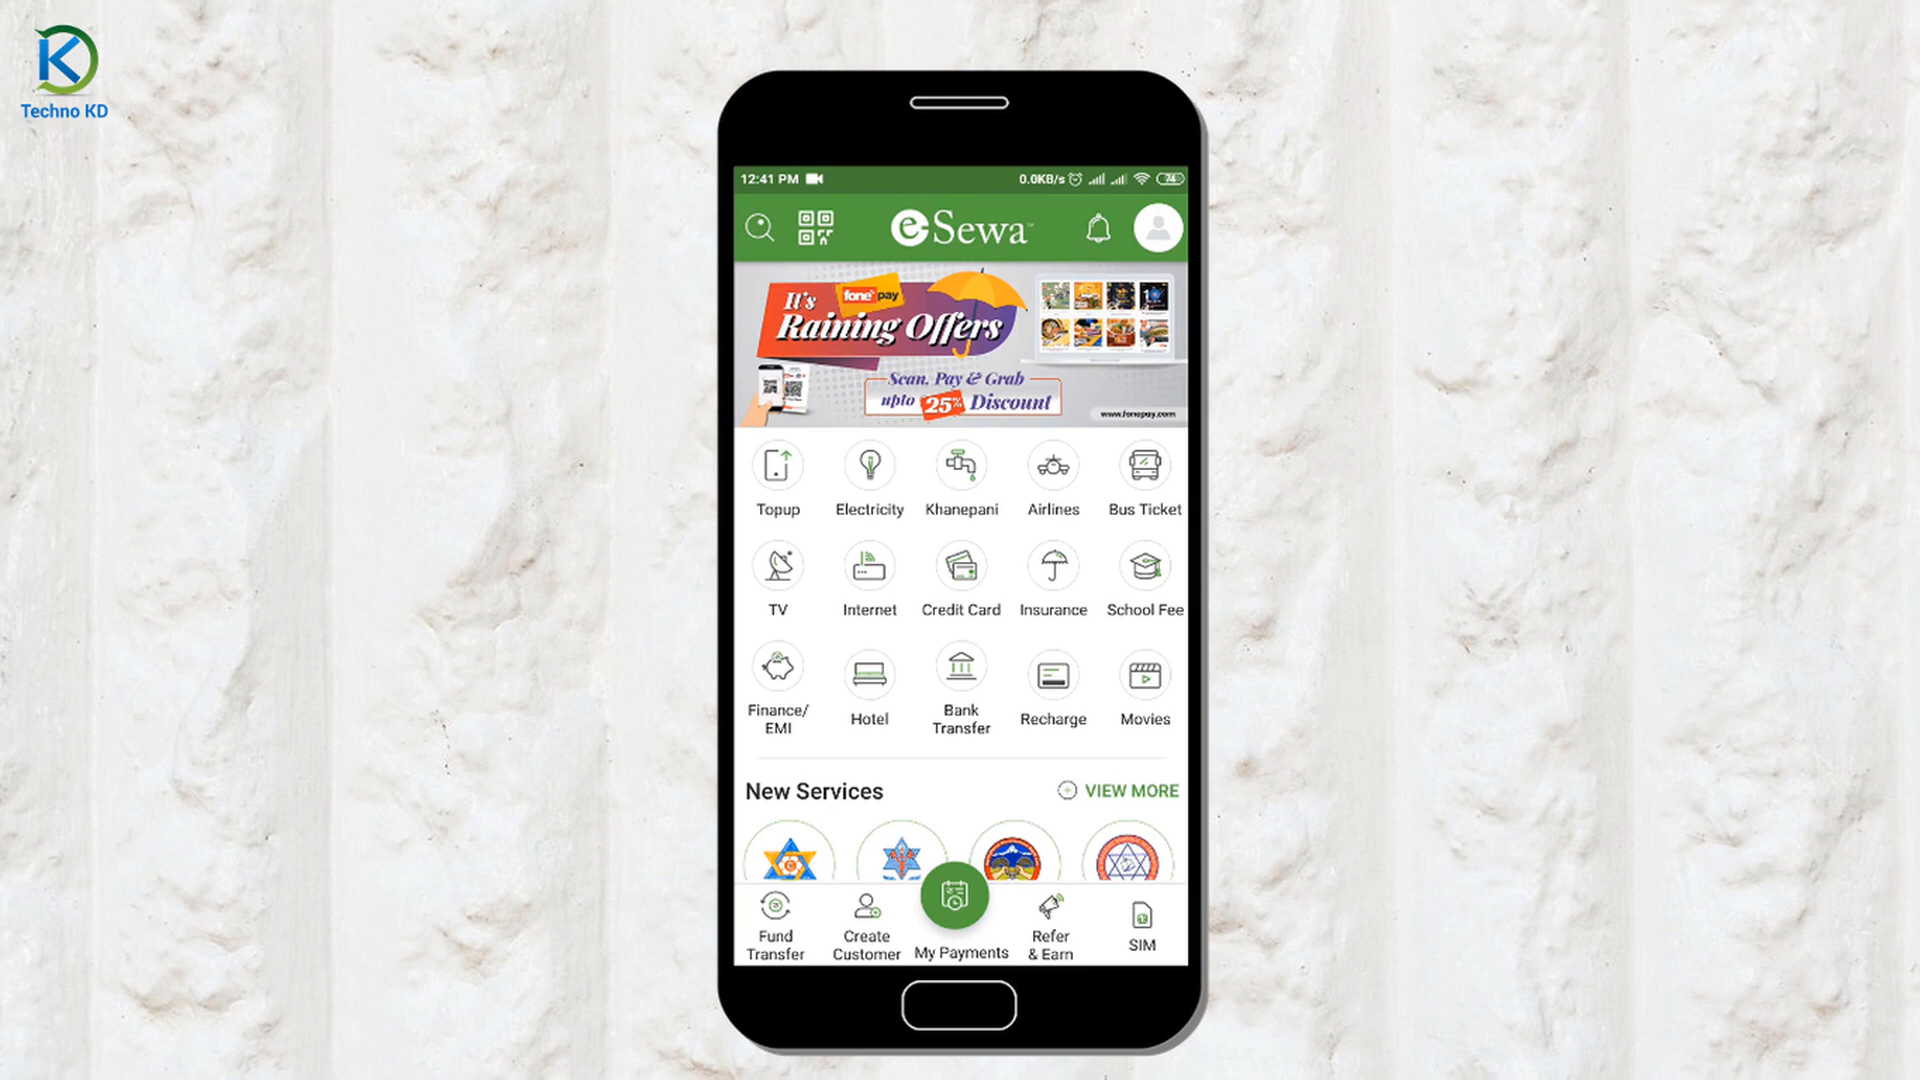 Techno KD
12:41 PM
0.0KB/s
74
eSewa
It's
fonepay
Raining Offers
Scan, Pay & Grab
upto 25% Discount
www.fonepay.com
Topup
Electricity
Khanepani
Airlines
Bus Ticket
TV
Internet
Credit Card
Insurance
School Fee
Finance/
EMI
Hotel
Bank
Transfer
Recharge
Movies
New Services
VIEW MORE
Fund
Transfer
Create
Customer
My Payments
Refer
& Earn
SIM